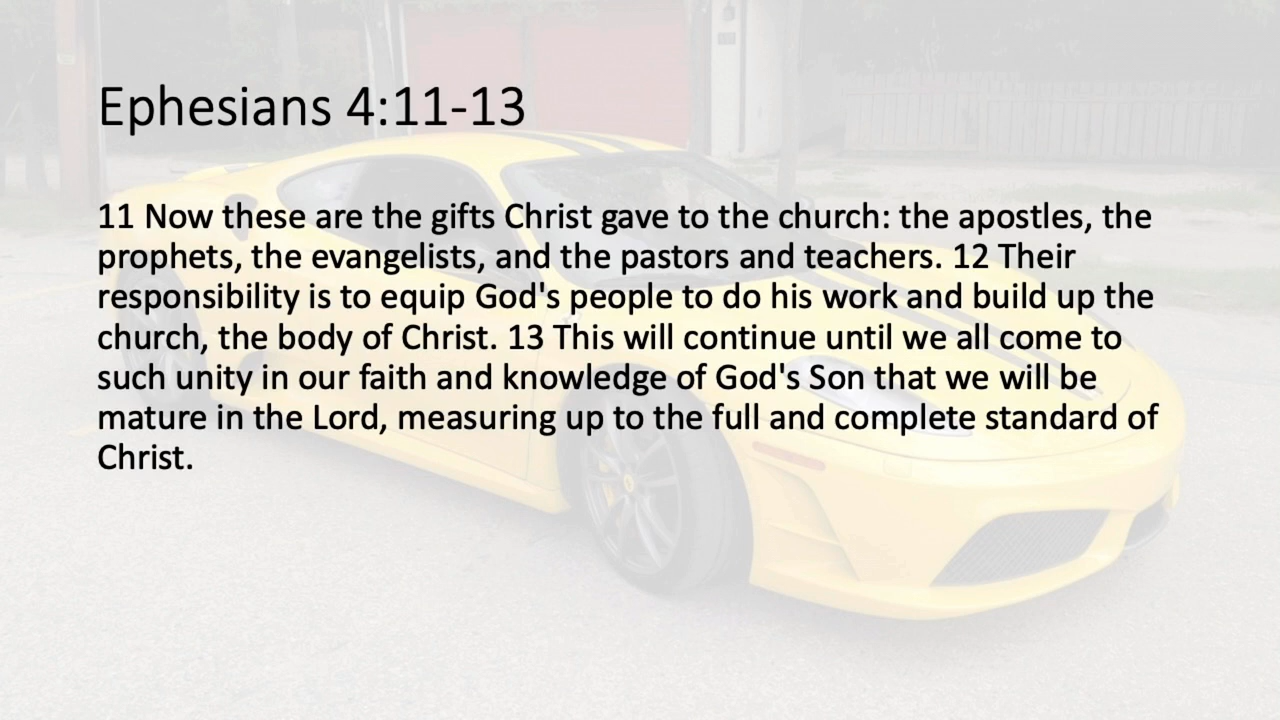 Ephesians 4:11-13
11 Now these are the gifts Christ gave to the church: the apostles, the
prophets, the evangelists, and the pastors and teachers. 12 Their
responsibility is to equip God's people to do his work and build up the
church, the body of Christ. 13 This will continue until we all come to
such unity in our faith and knowledge of God's Son that we will be
mature in the Lord, measuring up to the full and complete standard of
Christ.